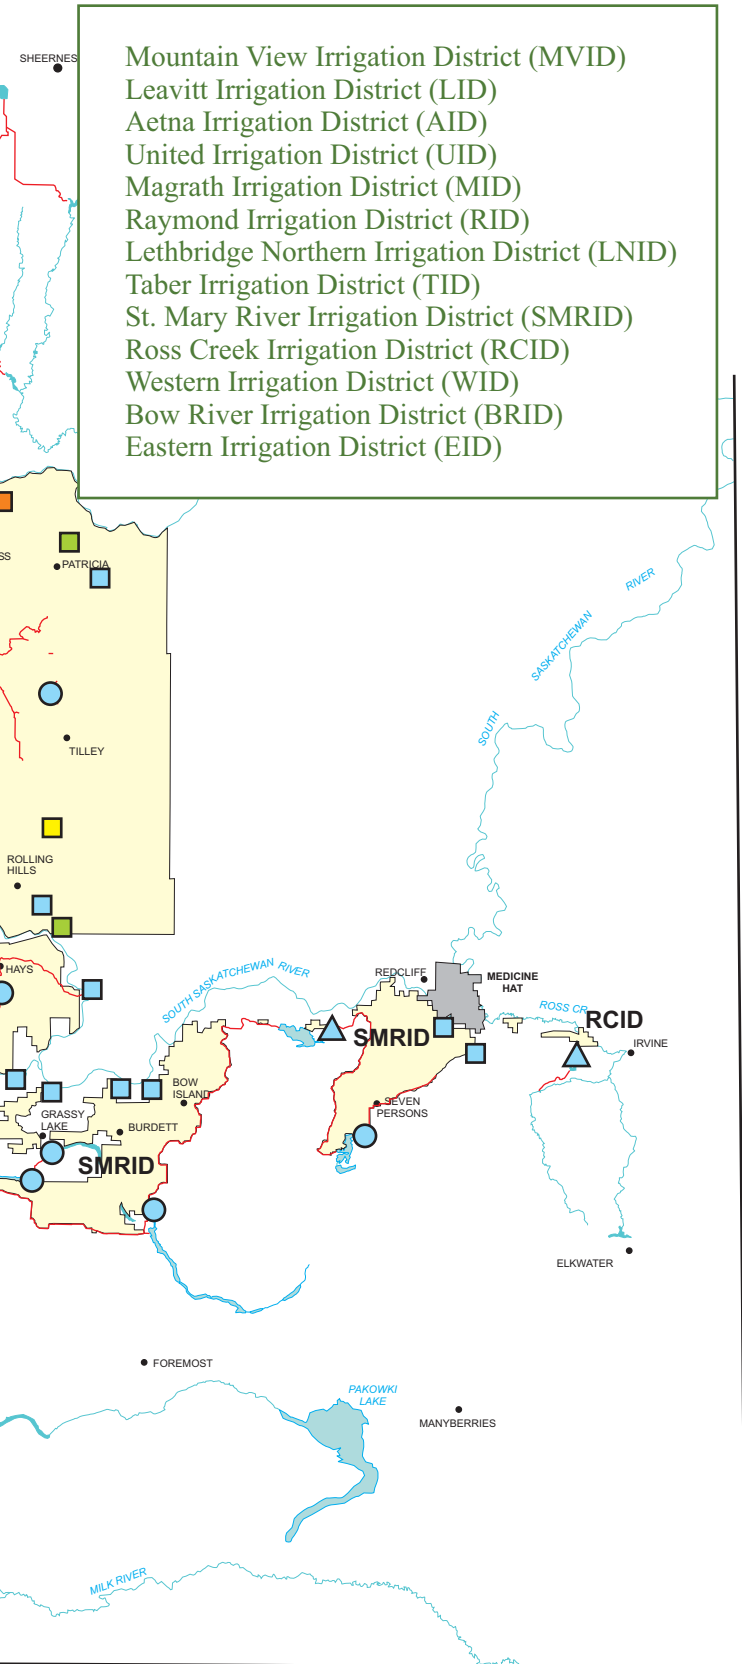 SHEERNES
Mountain View Irrigation District (MVID)
Leavitt Irrigation District (LID)
Aetna Irrigation District (AID)
United Irrigation District (UID)
Magrath Irrigation District (MID)
Raymond Irrigation District (RID)
Lethbridge Northern Irrigation District (LNID)
Taber Irrigation District (TID)
St. Mary River Irrigation District (SMRID)
Ross Creek Irrigation District (RCID)
Western Irrigation District (WID)
Bow River Irrigation District (BRID)
Eastern Irrigation District (EID)
SS
PATRICIA
RIVER
SASKATCHEWAN
SOUTH
TILLEY
ROLLING
HILLS
HAYS
SOUTH SASKATCHEWAN RIVER
REDCLIFF
MEDICINE
HAT
ROSS CR
RCID
SMRID
IRVINE
BOW
ISLAND
SEVEN
PERSONS
GRASSY
LAKE
BURDETT
SMRID
ELKWATER
FOREMOST
PAKOWKI
LAKE
MANYBERRIES
MILK RIVER